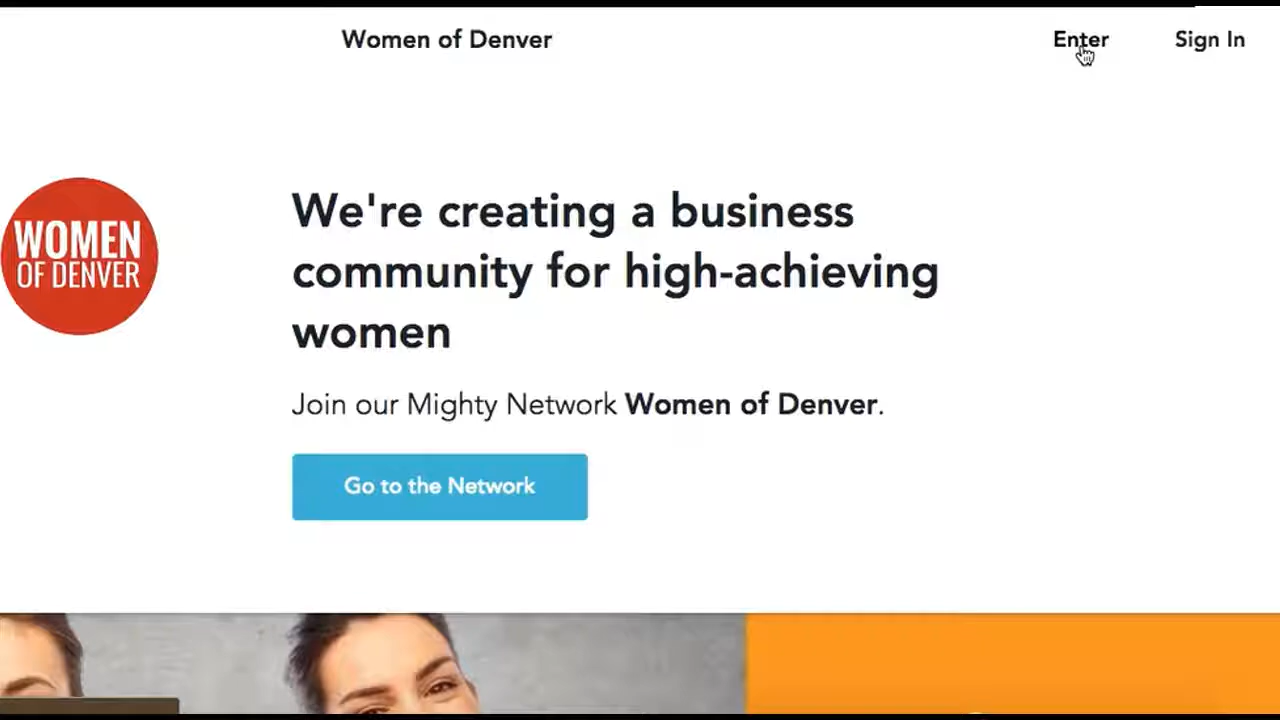 Women of Denver
Enter
Sign In
WOMEN
OF DENVER
We're creating a business
community for high-achieving
women
Join our Mighty Network Women of Denver.
Go to the Network